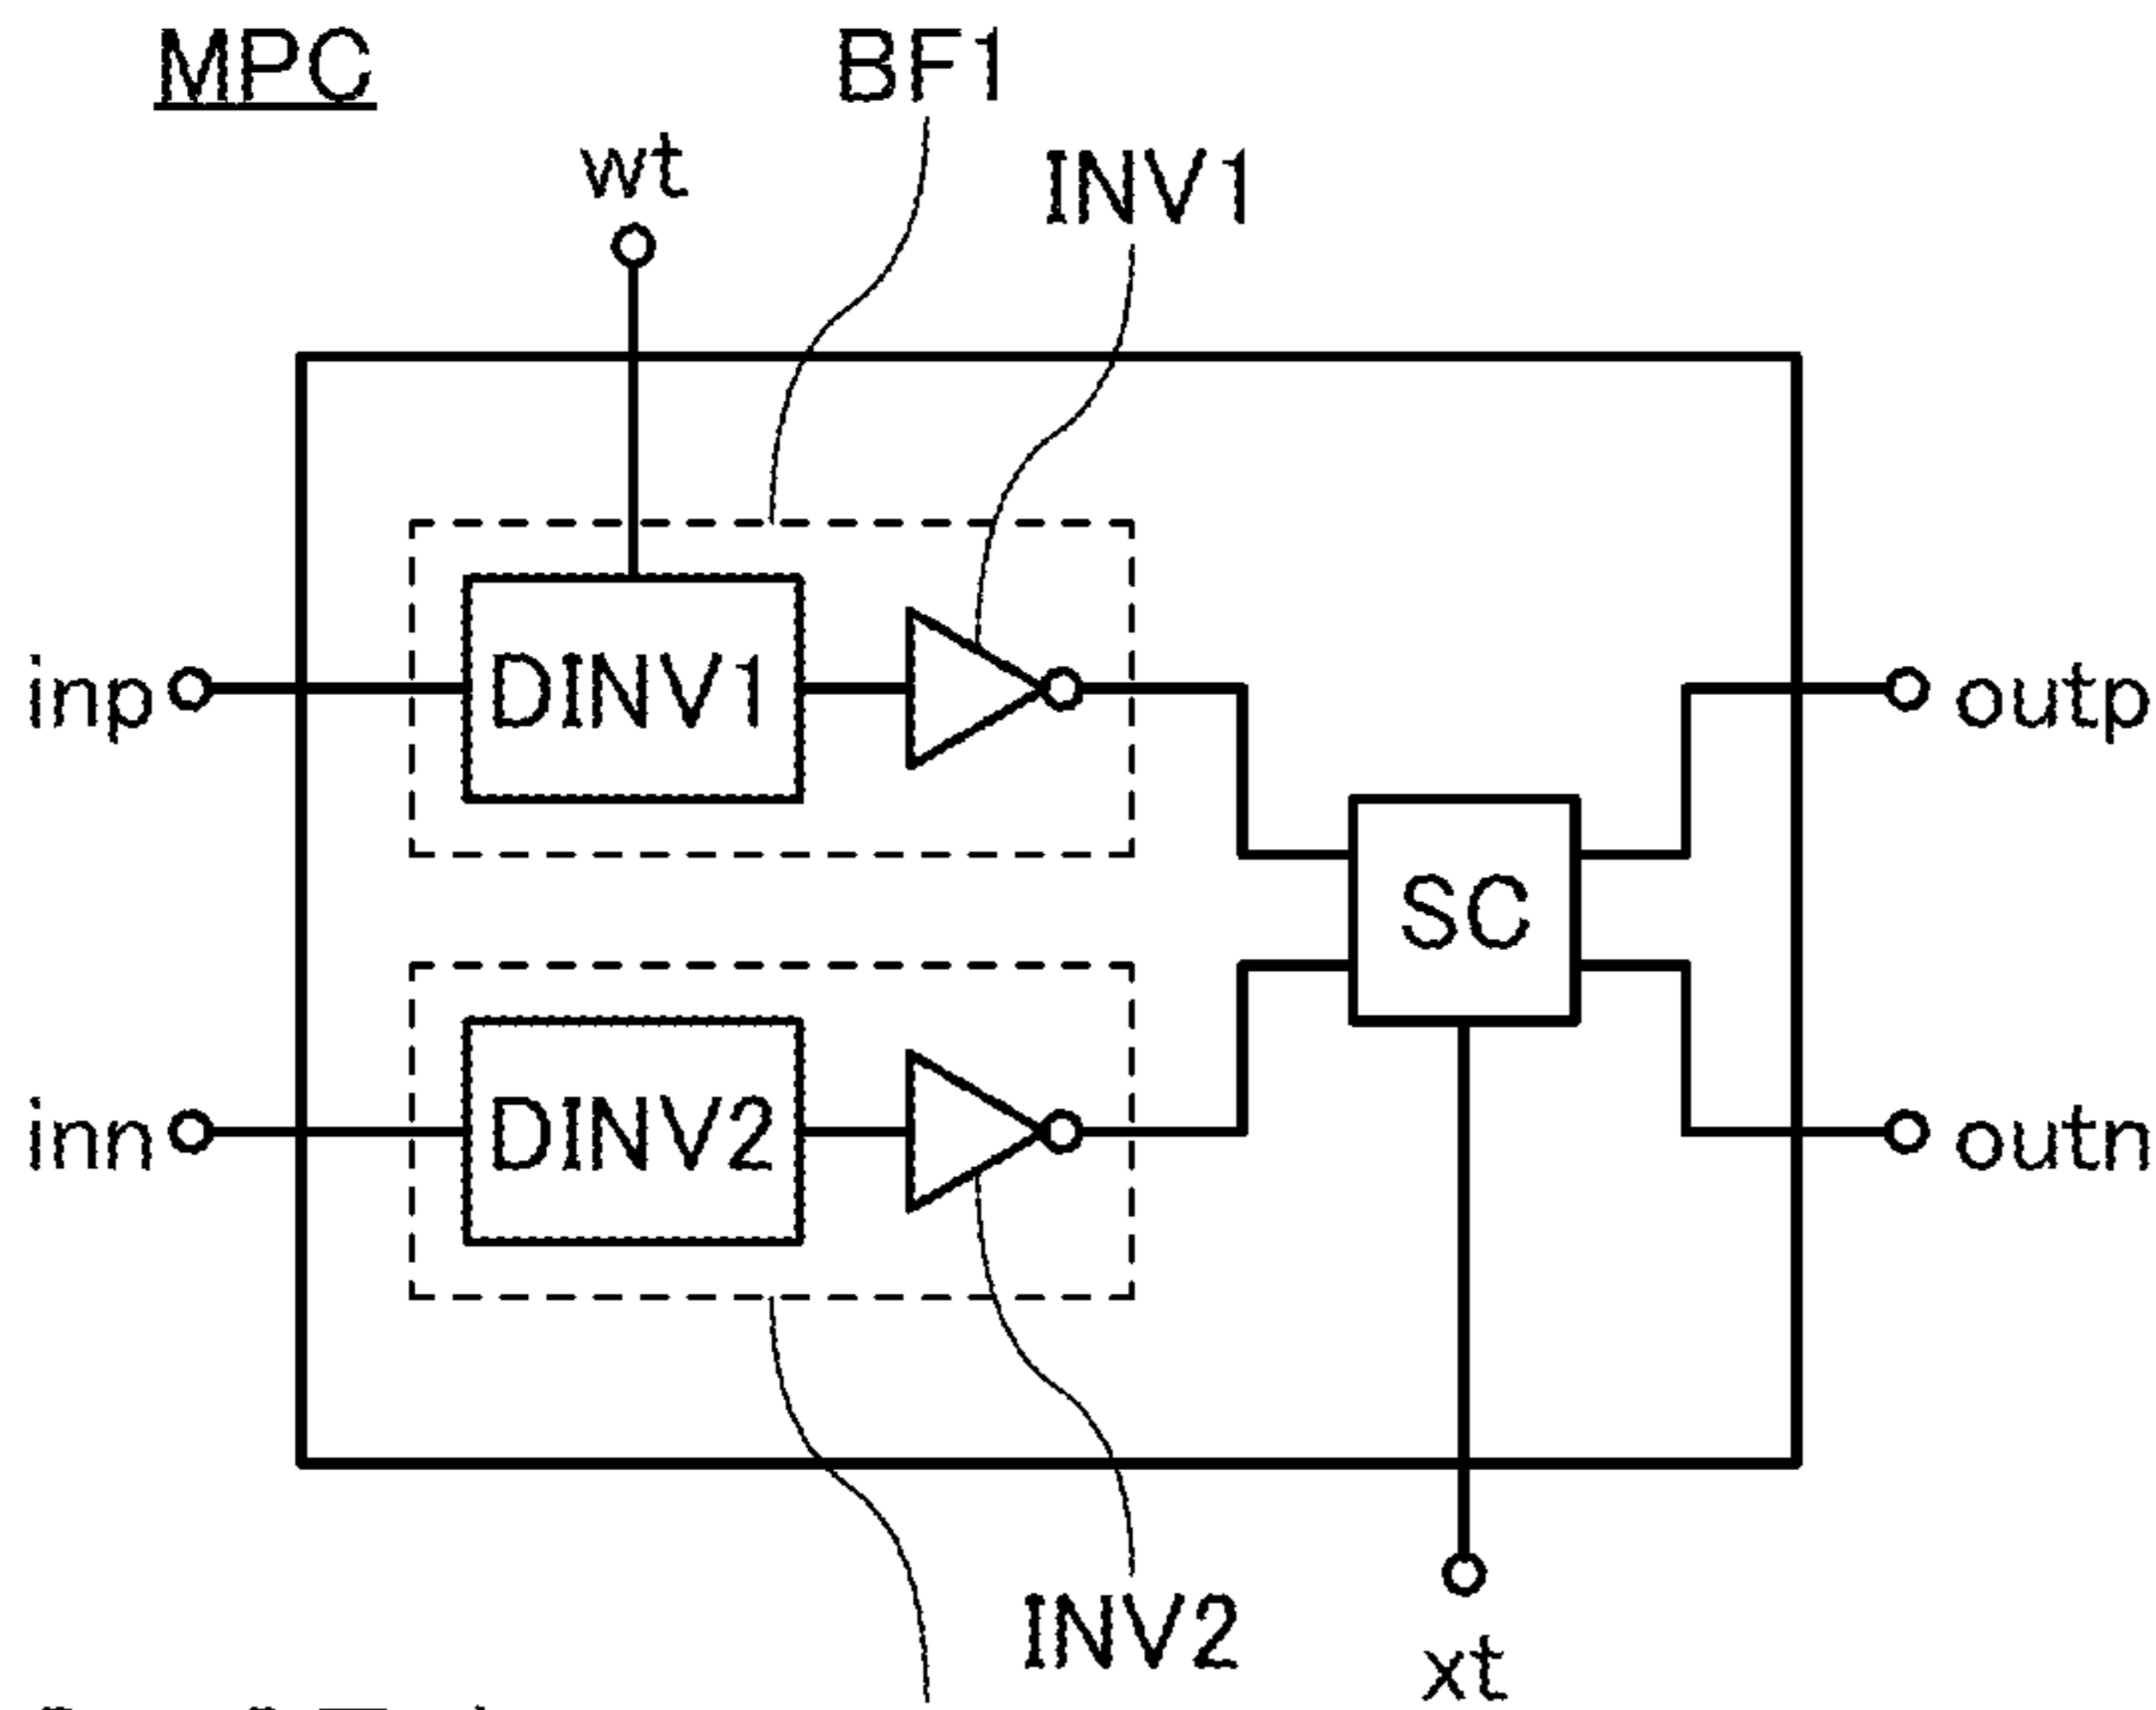 MPC
BF1
wt
INV1
inp
DINV1
outp
SC
inn
DINV2
outn
INV2
xt